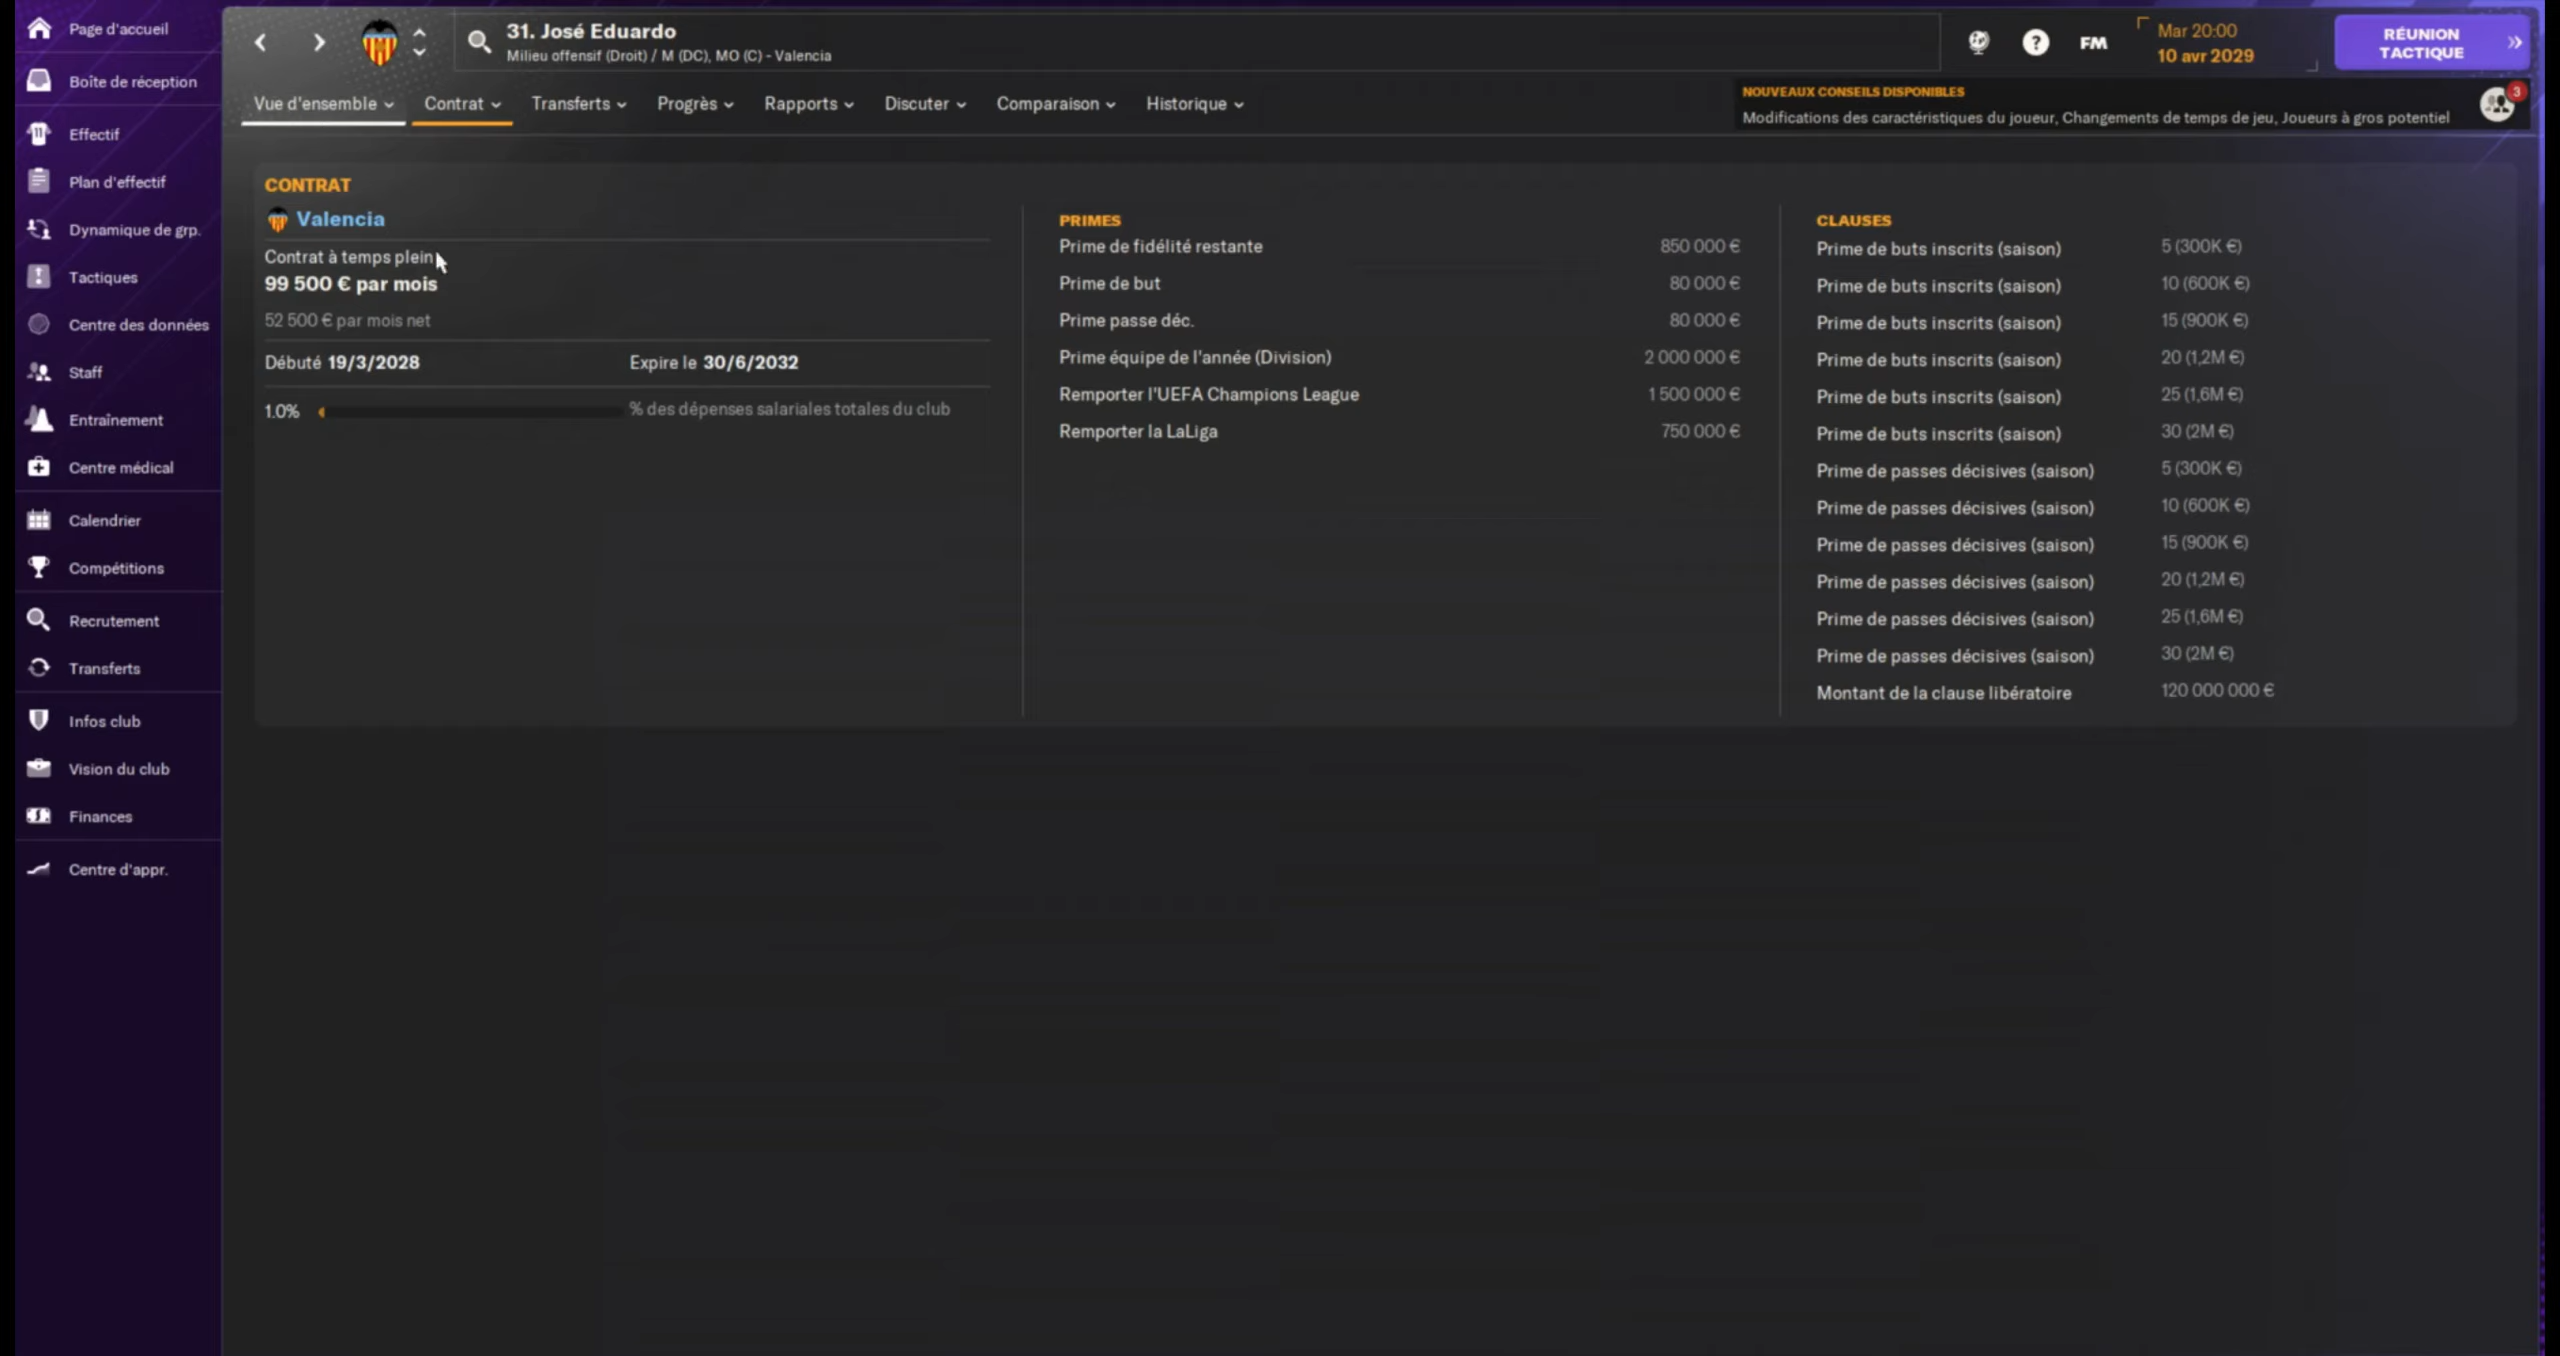 Page d'accueil
Boîte de réception
Effectif
Plan d'effectif
Dynamique de grp.
Tactiques
Centre des données
Staff
Entraînement
Centre médical
Calendrier
Compétitions
Recrutement
Transferts
Infos club
Vision du club
Finances
Centre d'appr.
31. José Eduardo
Milieu offensif (Droit) / M (DC), MO (C) - Valencia
?
FM
Mar 20:00
10 avr 2029
RÉUNION
TACTIQUE
Vue d'ensemble Contrat Transferts Progrès Rapports Discuter Comparaison Historique
NOUVEAUX CONSEILS DISPONIBLES
Modifications des caractéristiques du joueur, Changements de temps de jeu, Joueurs à gros potentiel
3
CONTRAT
Valencia
Contrat à temps plein
99 500 € par mois
52 500 € par mois net
Débuté 19/3/2028 Expire le 30/6/2032
1.0% % des dépenses salariales totales du club
PRIMES
Prime de fidélité restante 850 000 €
Prime de but 80 000 €
Prime passe déc. 80 000 €
Prime équipe de l'année (Division) 2 000 000 €
Remporter l'UEFA Champions League 1 500 000 €
Remporter la LaLiga 750 000 €
CLAUSES
Prime de buts inscrits (saison) 5 (300K €)
Prime de buts inscrits (saison) 10 (600K €)
Prime de buts inscrits (saison) 15 (900K €)
Prime de buts inscrits (saison) 20 (1,2M €)
Prime de buts inscrits (saison) 25 (1,6M €)
Prime de buts inscrits (saison) 30 (2M €)
Prime de passes décisives (saison) 5 (300K €)
Prime de passes décisives (saison) 10 (600K €)
Prime de passes décisives (saison) 15 (900K €)
Prime de passes décisives (saison) 20 (1,2M €)
Prime de passes décisives (saison) 25 (1,6M €)
Prime de passes décisives (saison) 30 (2M €)
Montant de la clause libératoire 120 000 000 €